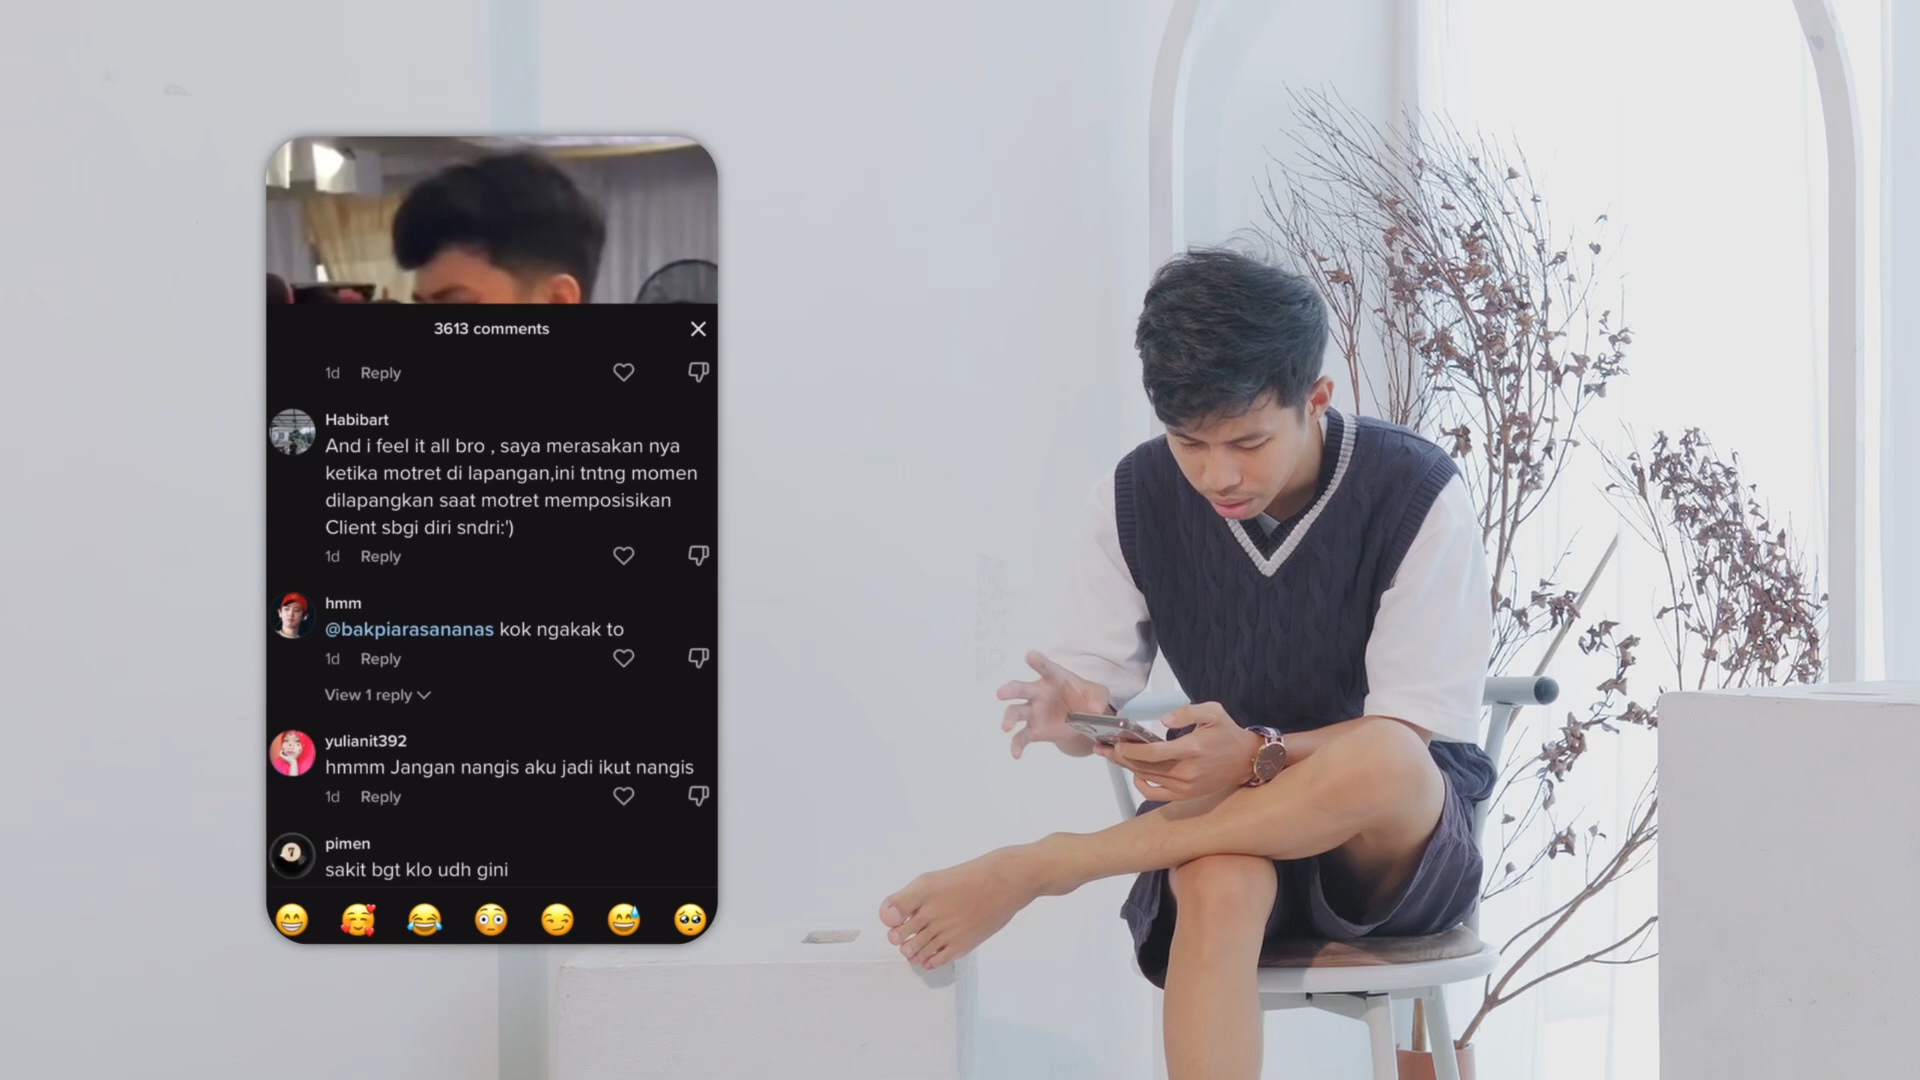 3613 comments
1d Reply
Habibart
And i feel it all bro , saya merasakan nya
ketika motret di lapangan,ini tntng momen
dilapangkan saat motret memposisikan
Client sbgi diri sndri:')
1d Reply
hmm
@bakpiarasananas kok ngakak to
1d Reply
View 1 reply
yulianit392
hmmm Jangan nangis aku jadi ikut nangis
1d Reply
7
pimen
sakit bgt klo udh gini